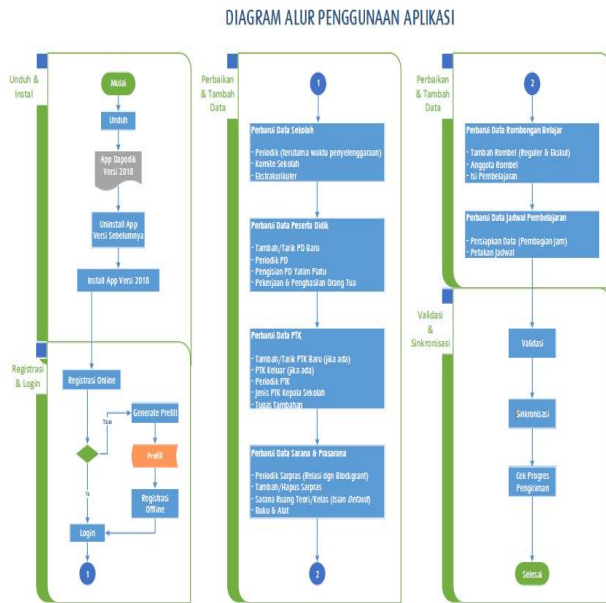 DIAGRAM ALUR PENGGUNAAN APLIKASI
Unduh &
Instal
Mulai
Unduh
App Dapodik
Versi 2018
Uninstall App
Versi Sebelumnya
Install App Versi 2018
Registrasi
& Login
Registrasi Online
Tidak
Generate Prefill
Prefill
Registrasi
Offline
Ya
Login
1
Perbaikan
& Tambah
Data
1
Perbarui Data Sekolah
- Periodik (terutama waktu penyelenggaraan)
- Komite Sekolah
- Ekstrakurikuler
Perbarui Data Peserta Didik
- Tambah/Tarik PD Baru
- Periodik PD
- Pengisian PD Yatim Piatu
- Pekerjaan & Penghasilan Orang Tua
Perbarui Data PTK
- Tambah/Tarik PTK Baru (jika ada)
- PTK Keluar (jika ada)
- Periodik PTK
- Jenis PTK Kepala Sekolah
- Tugas Tambahan
Perbarui Data Sarana & Prasarana
- Periodik Sarpras (Relasi dgn Blockgrant)
- Tambah/Hapus Sarpras
- Sarana Ruang Teori/Kelas (Isian Default)
- Buku & Alat
2
Perbaikan
& Tambah
Data
2
Perbarui Data Rombongan Belajar
- Tambah Rombel (Reguler & Ekskul)
- Anggota Rombel
- Isi Pembelajaran
Perbarui Data Jadwal Pembelajaran
- Persiapkan Data (Pembagian Jam)
- Petakan Jadwal
Validasi
&
Sinkronisasi
Validasi
Sinkronisasi
Cek Progres
Pengiriman
Selesai